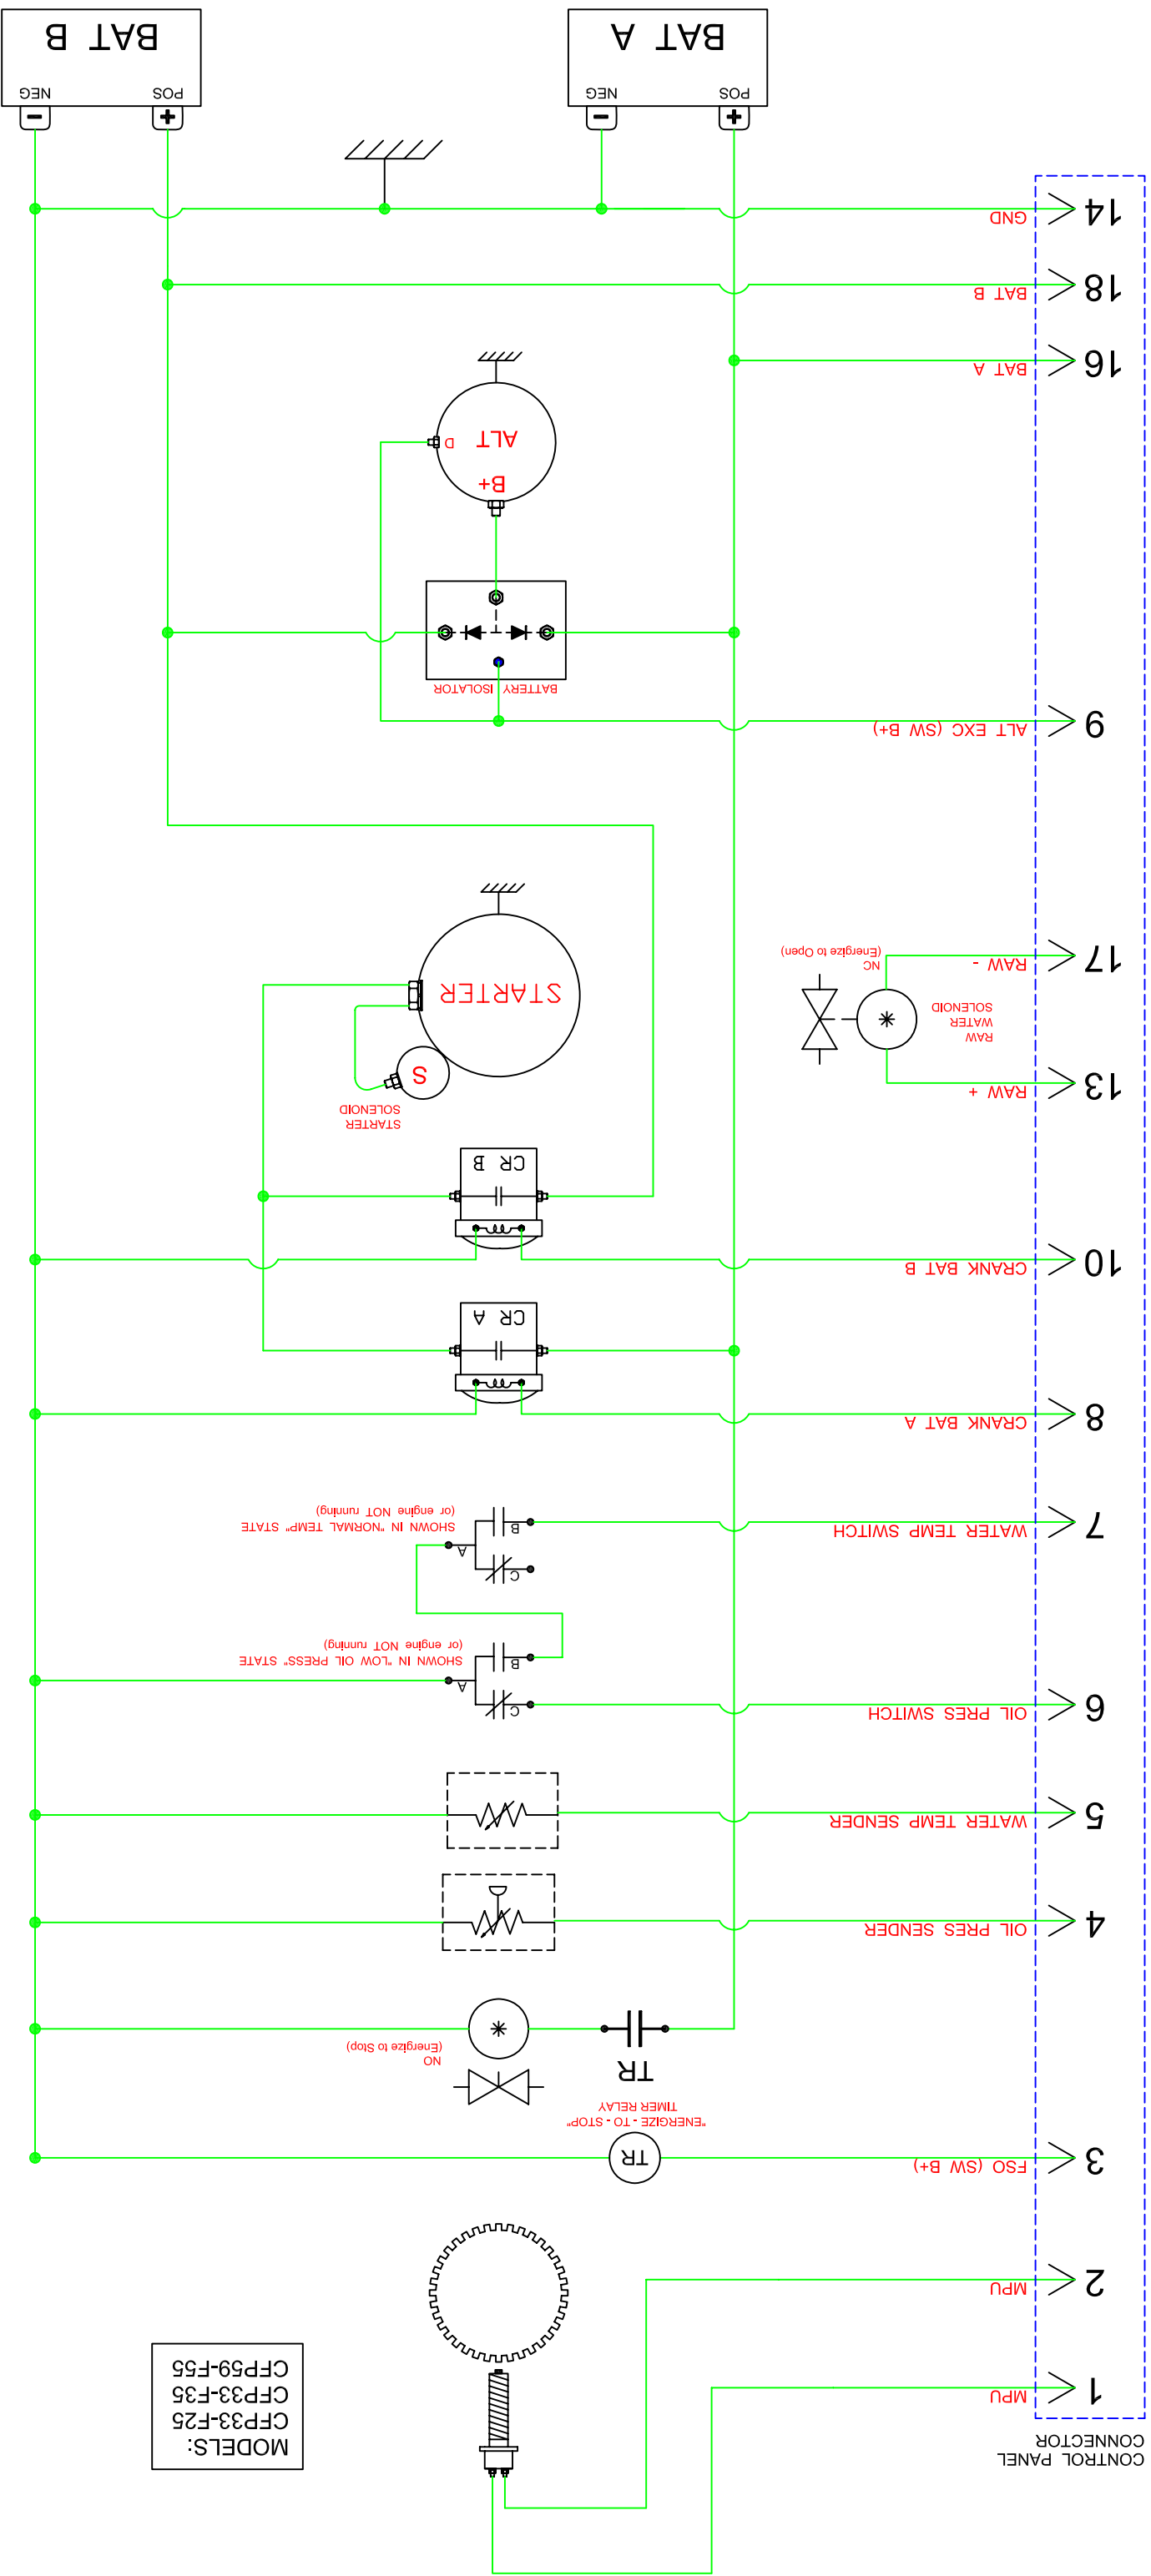 CONTROL PANEL
CONNECTOR
1
MPU
MODELS:
CFP33-F25
CFP33-F35
CFP59-F55
2
MPU
3
FSO (SW B+)
TR
"ENERGIZE - TO - STOP"
TIMER RELAY
TR
NO
(Energize to Stop)
4
OIL PRES SENDER
5
WATER TEMP SENDER
6
OIL PRES SWITCH
C
A
B
SHOWN IN "LOW OIL PRESS" STATE
(or engine NOT running)
7
WATER TEMP SWITCH
C
A
B
SHOWN IN "NORMAL TEMP" STATE
(or engine NOT running)
8
CRANK BAT A
CR A
10
CRANK BAT B
CR B
13
RAW +
STARTER
SOLENOID
S
RAW
WATER
SOLENOID
STARTER
17
RAW -
NC
(Energize to Open)
9
ALT EXC (SW B+)
BATTERY ISOLATOR
B+
ALT
D
16
BAT A
18
BAT B
14
GND
POS
NEG
BAT A
POS
NEG
BAT B